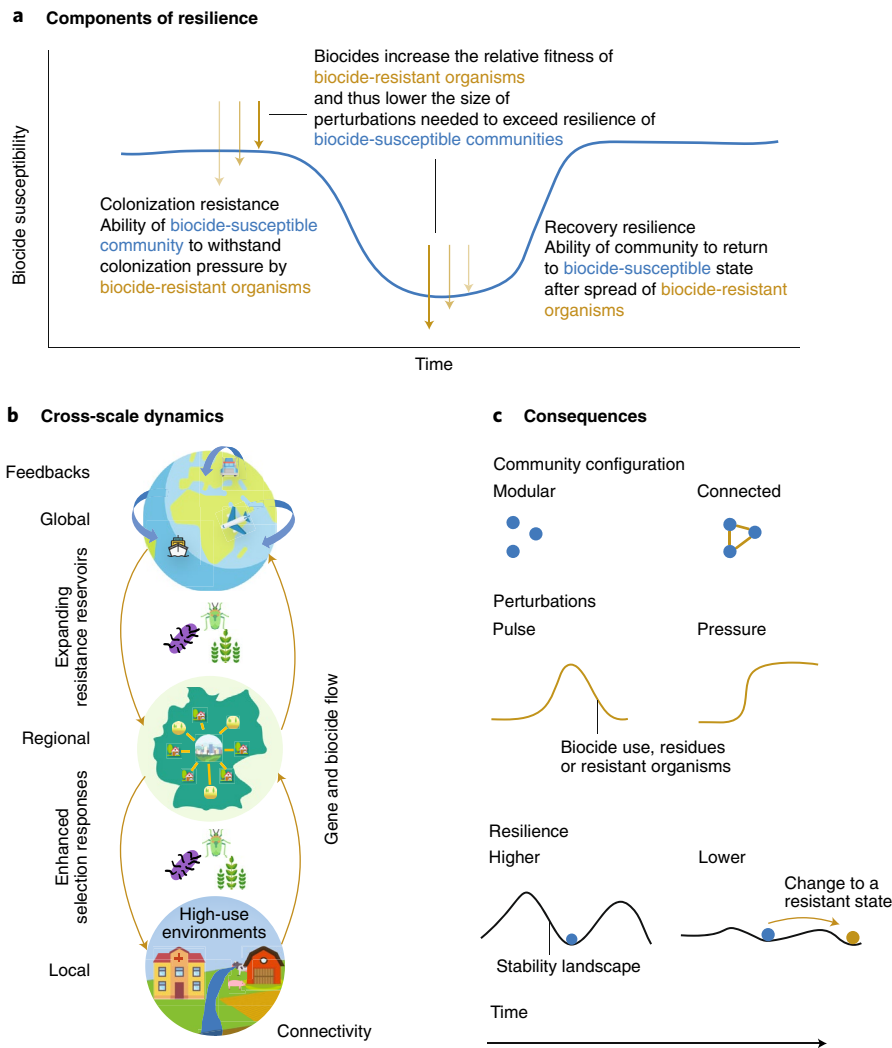 a Components of resilience
Biocides increase the relative fitness of
biocide-resistant organisms
and thus lower the size of
perturbations needed to exceed resilience of
biocide-susceptible communities
Biocide susceptibility
Colonization resistance
Ability of biocide-susceptible
community to withstand
colonization pressure by
biocide-resistant organisms
Recovery resilience
Ability of community to return
to biocide-susceptible state
after spread of biocide-resistant
organisms
Time
b Cross-scale dynamics
Feedbacks
Global
Expanding
resistance reservoirs
Regional
Gene and biocide flow
Enhanced
selection responses
High-use
environments
Local
Connectivity
c Consequences
Community configuration
Modular
Connected
Perturbations
Pulse
Pressure
Biocide use, residues
or resistant organisms
Resilience
Higher
Lower
Change to a
resistant state
Stability landscape
Time